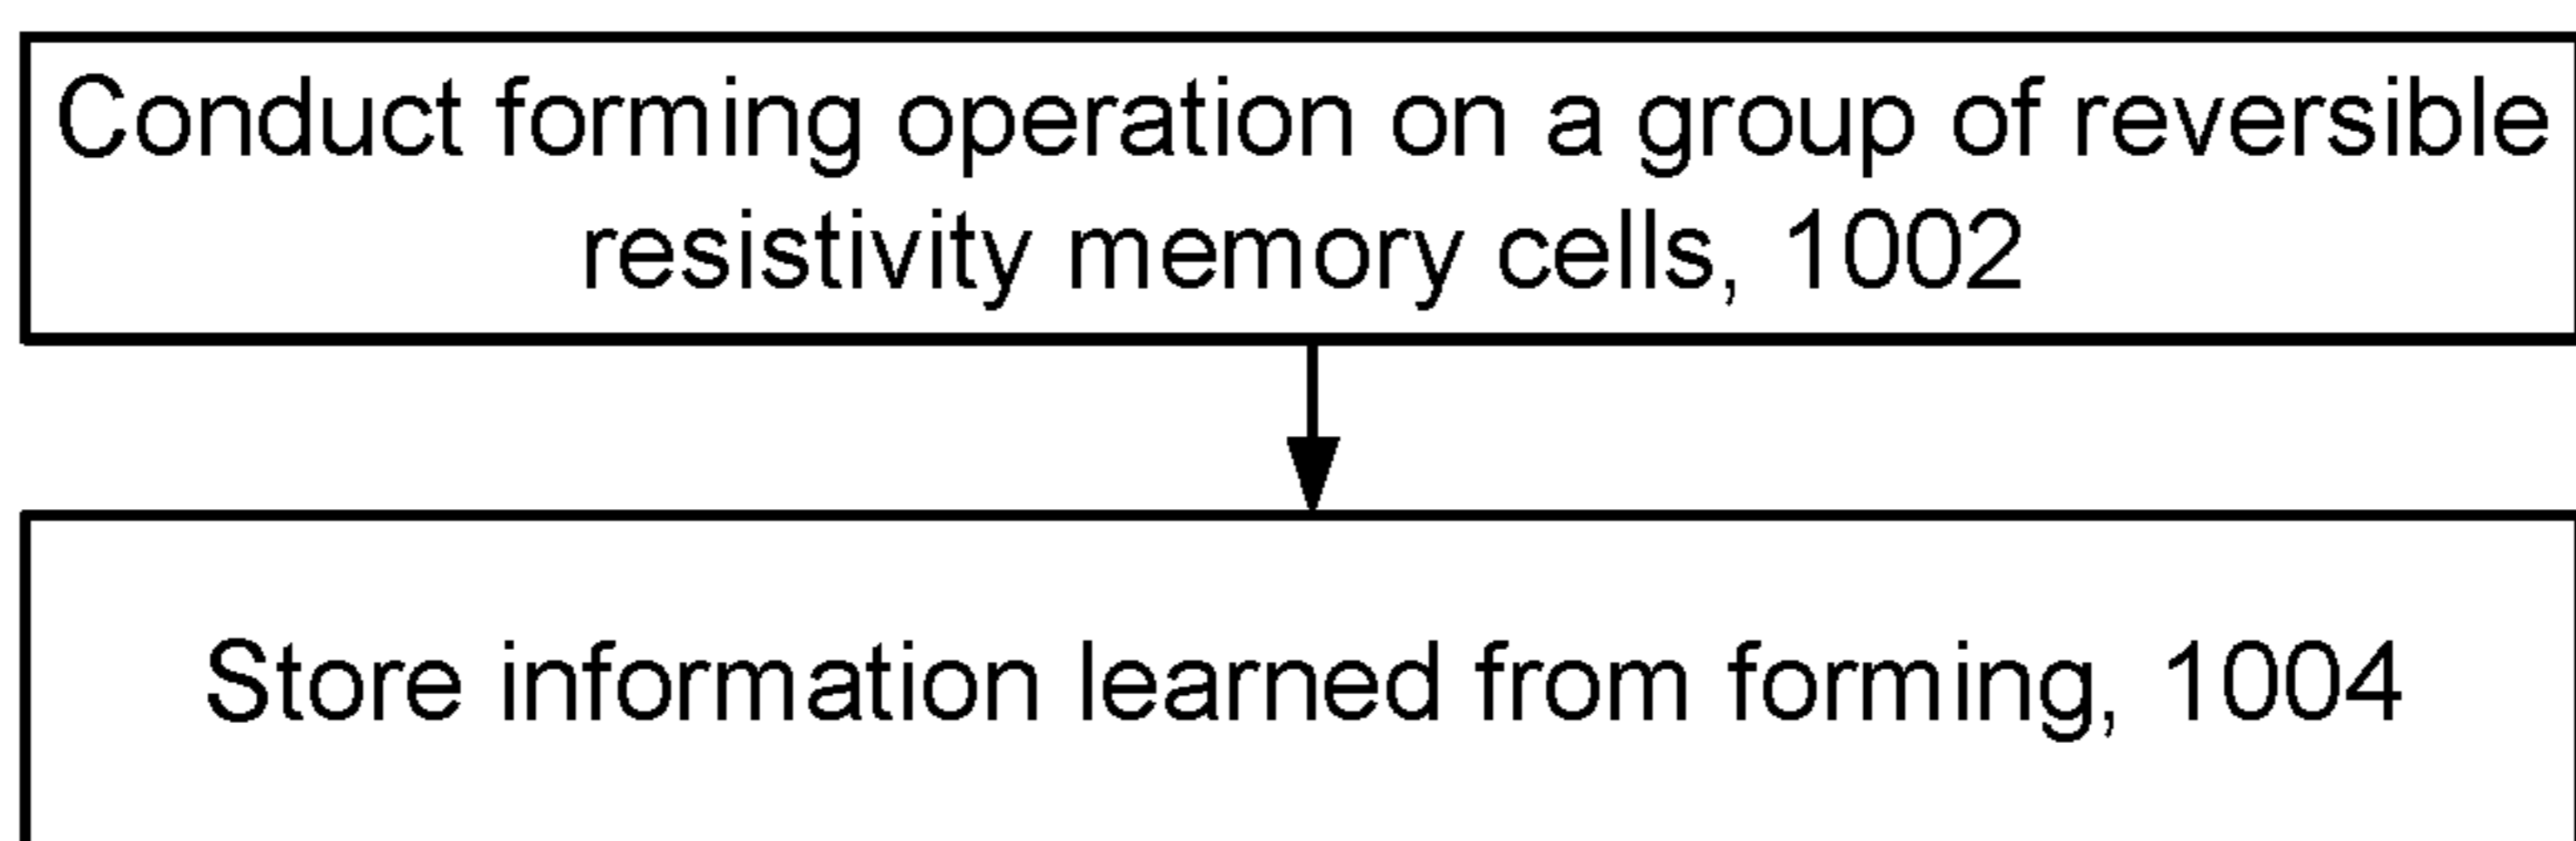 Conduct forming operation on a group of reversible
resistivity memory cells, 1002
Store information learned from forming, 1004